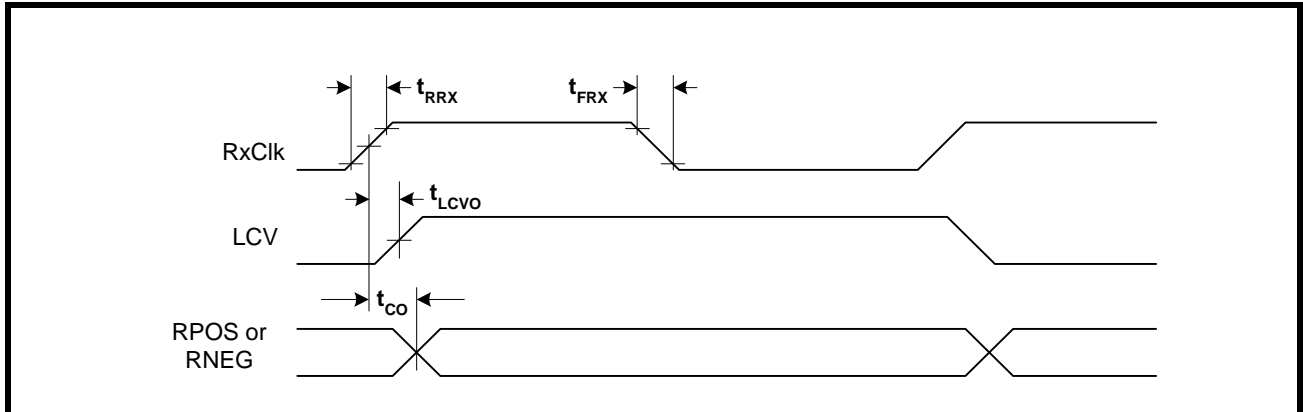 tRRX
tFRX
RxClk
tLCVO
LCV
tCO
RPOS or
RNEG